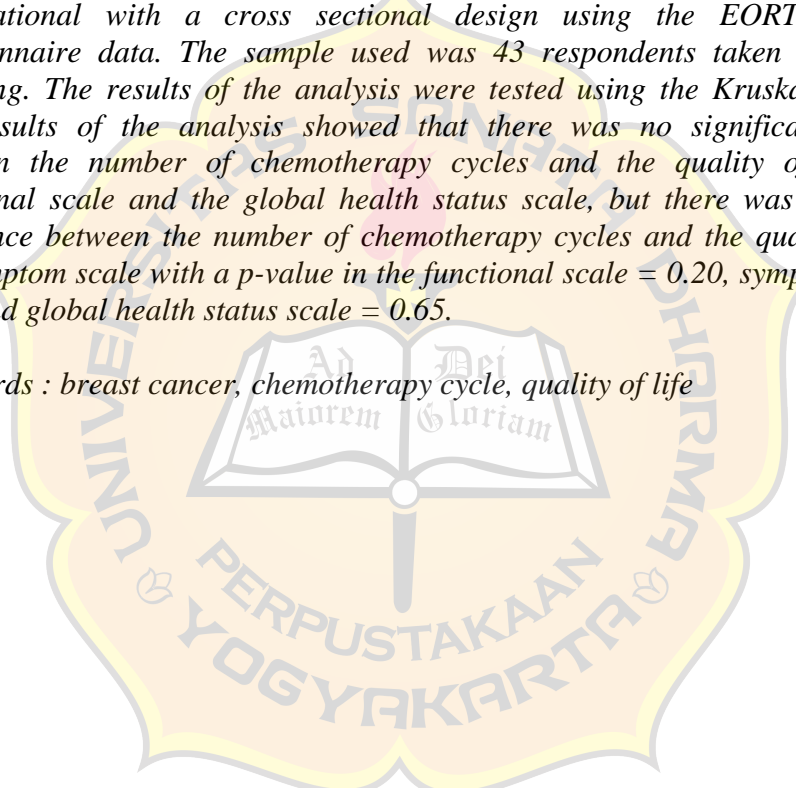 ational with a cross sectional design using the EORT
nnaire data. The sample used was 43 respondents taken
ng. The results of the analysis were tested using the Kruska
sults of the analysis showed that there was no significa
n the number of chemotherapy cycles and the quality o
nal scale and the global health status scale, but there was
nce between the number of chemotherapy cycles and the qua
ptom scale with a p-value in the functional scale = 0.20, symp
d global health status scale = 0.65.
rds : breast cancer, chemotherapy cycle, quality of life
UNIVERSITAS SANATA DHARMA
Ad Dei
Maiorem Gloriam
PERPUSTAKAAN
YOGYAKARTA